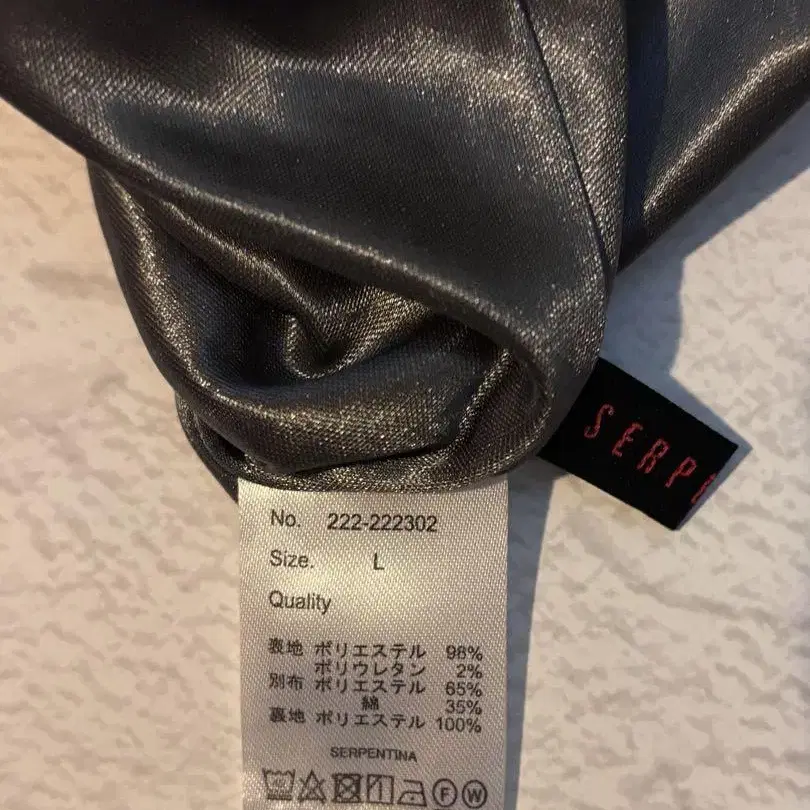 SERP
No. 222-222302
Size. L
Quality
表地 ポリエステル 98%
ポリウレタン 2%
別布 ポリエステル 65%
綿 35%
裏地 ポリエステル 100%
SERPENTINA
F W